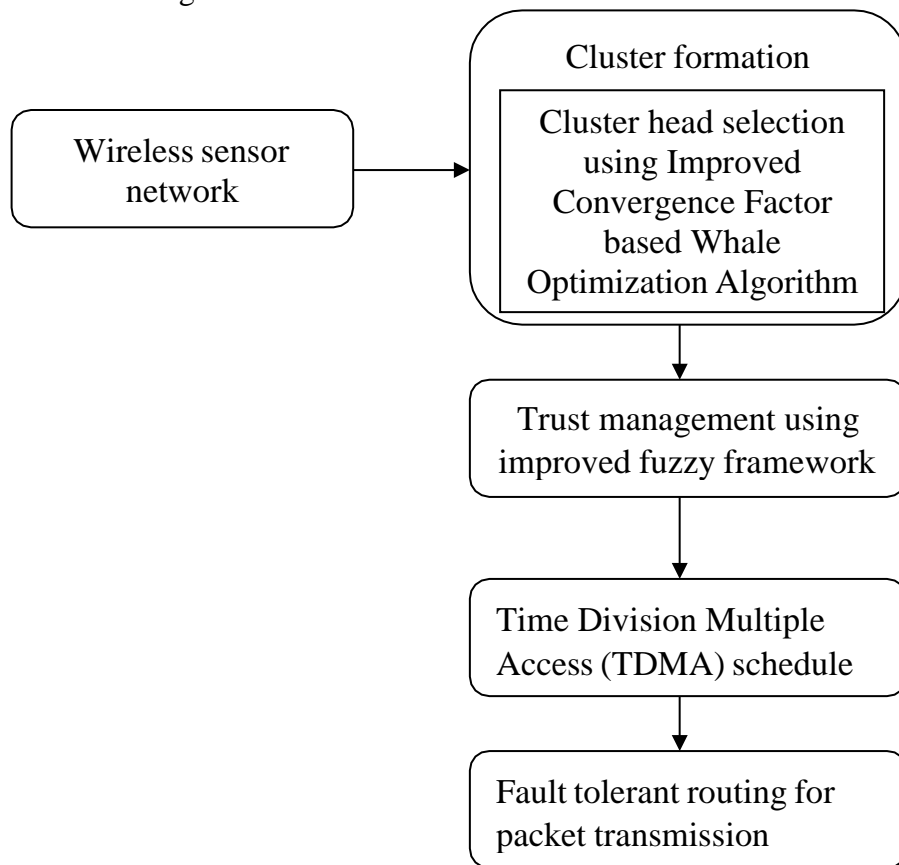 Cluster formation
Wireless sensor
network
Cluster head selection
using Improved
Convergence Factor
based Whale
Optimization Algorithm
Trust management using
improved fuzzy framework
Time Division Multiple
Access (TDMA) schedule
Fault tolerant routing for
packet transmission